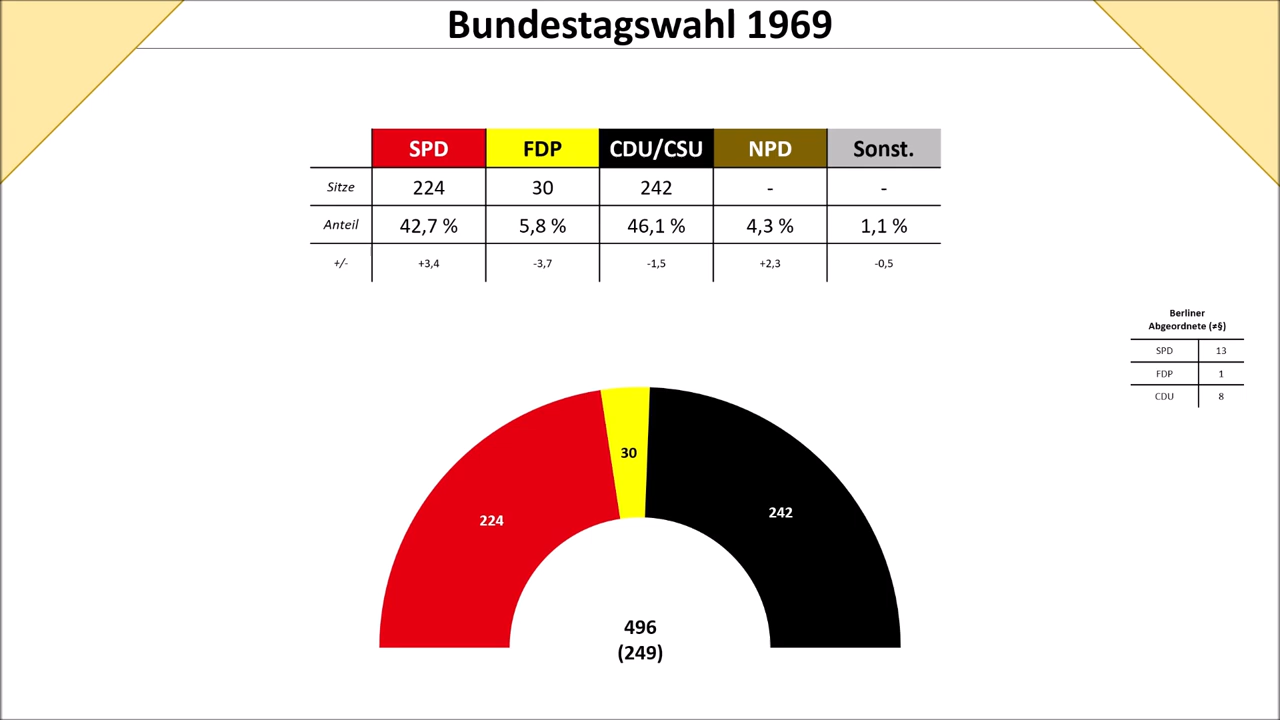 Bundestagswahl 1969
SPD FDP CDU/CSU NPD Sonst.
Sitze 224 30 242 - -
Anteil 42,7 % 5,8 % 46,1 % 4,3 % 1,1 %
+/- +3,4 -3,7 -1,5 +2,3 -0,5
Berliner
Abgeordnete (≠§)
SPD 13
FDP 1
CDU 8
30
224
242
496
(249)